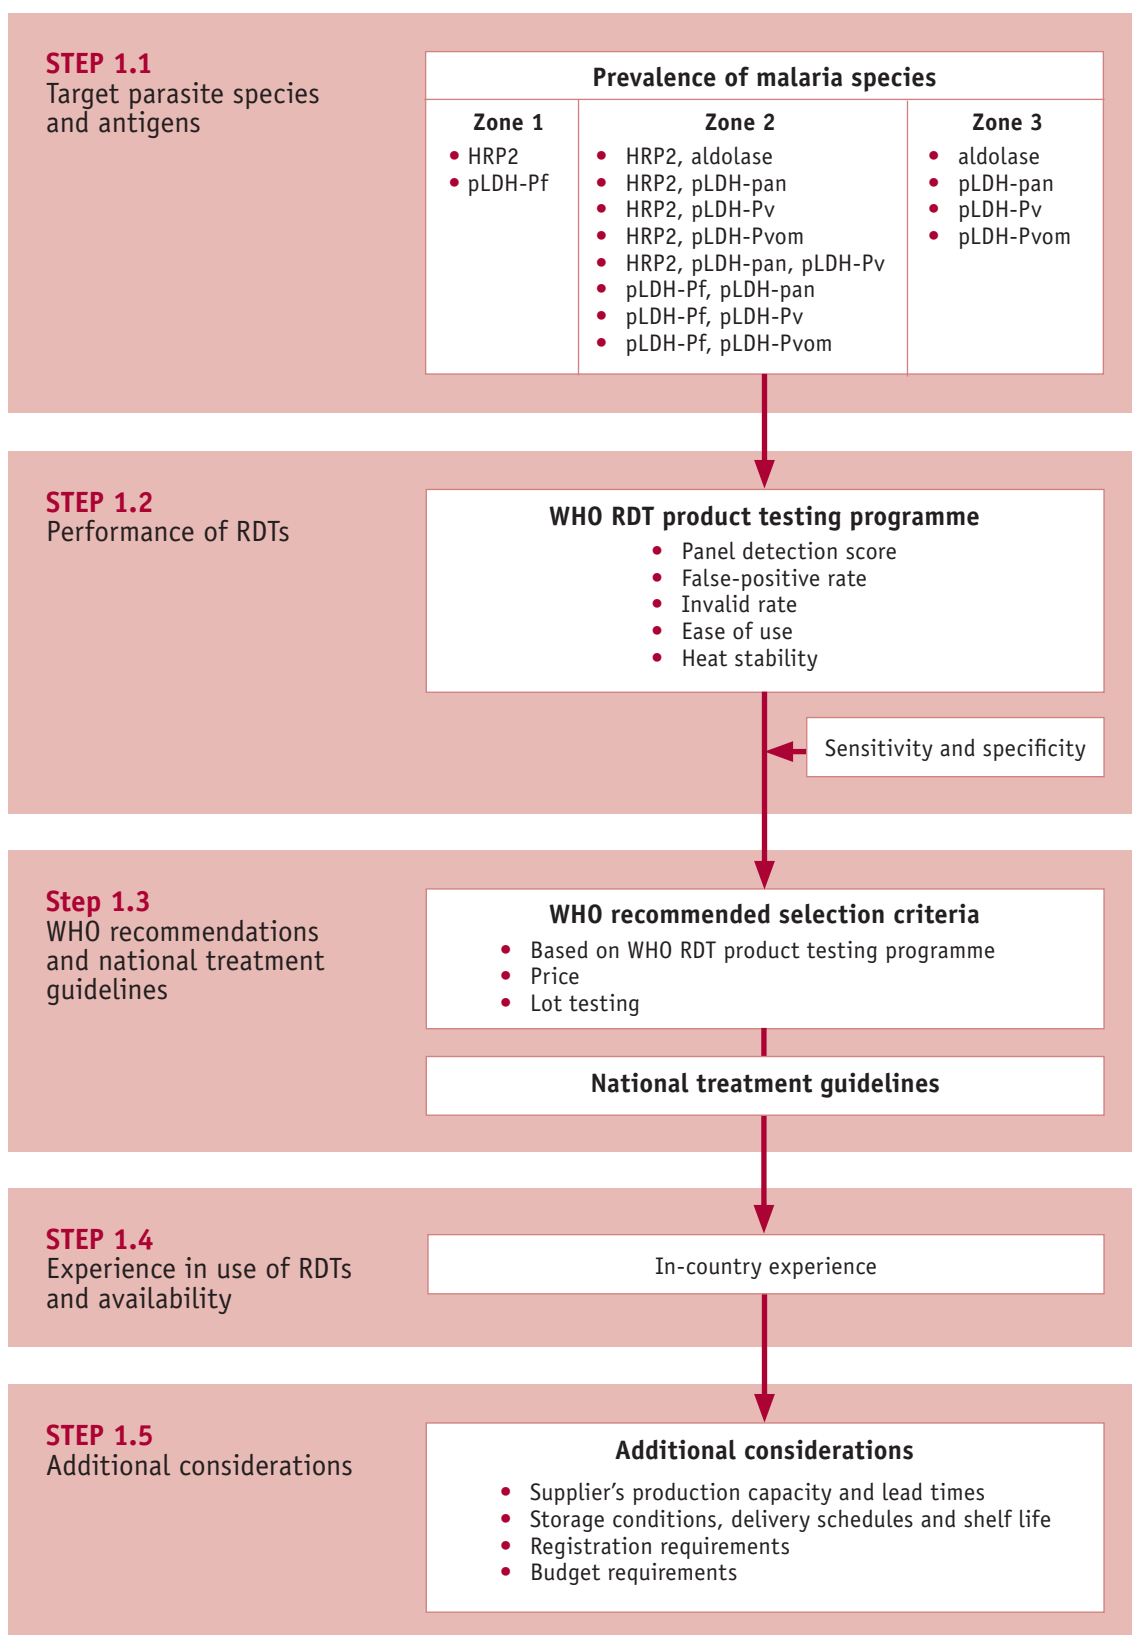 STEP 1.1
Target parasite species
and antigens
Prevalence of malaria species
Zone 1
• HRP2
• pLDH-Pf
Zone 2
• HRP2, aldolase
• HRP2, pLDH-pan
• HRP2, pLDH-Pv
• HRP2, pLDH-Pvom
• HRP2, pLDH-pan, pLDH-Pv
• pLDH-Pf, pLDH-pan
• pLDH-Pf, pLDH-Pv
• pLDH-Pf, pLDH-Pvom
Zone 3
• aldolase
• pLDH-pan
• pLDH-Pv
• pLDH-Pvom
STEP 1.2
Performance of RDTs
WHO RDT product testing programme
• Panel detection score
• False-positive rate
• Invalid rate
• Ease of use
• Heat stability
Sensitivity and specificity
Step 1.3
WHO recommendations
and national treatment
guidelines
WHO recommended selection criteria
• Based on WHO RDT product testing programme
• Price
• Lot testing
National treatment guidelines
STEP 1.4
Experience in use of RDTs
and availability
In-country experience
STEP 1.5
Additional considerations
Additional considerations
• Supplier’s production capacity and lead times
• Storage conditions, delivery schedules and shelf life
• Registration requirements
• Budget requirements